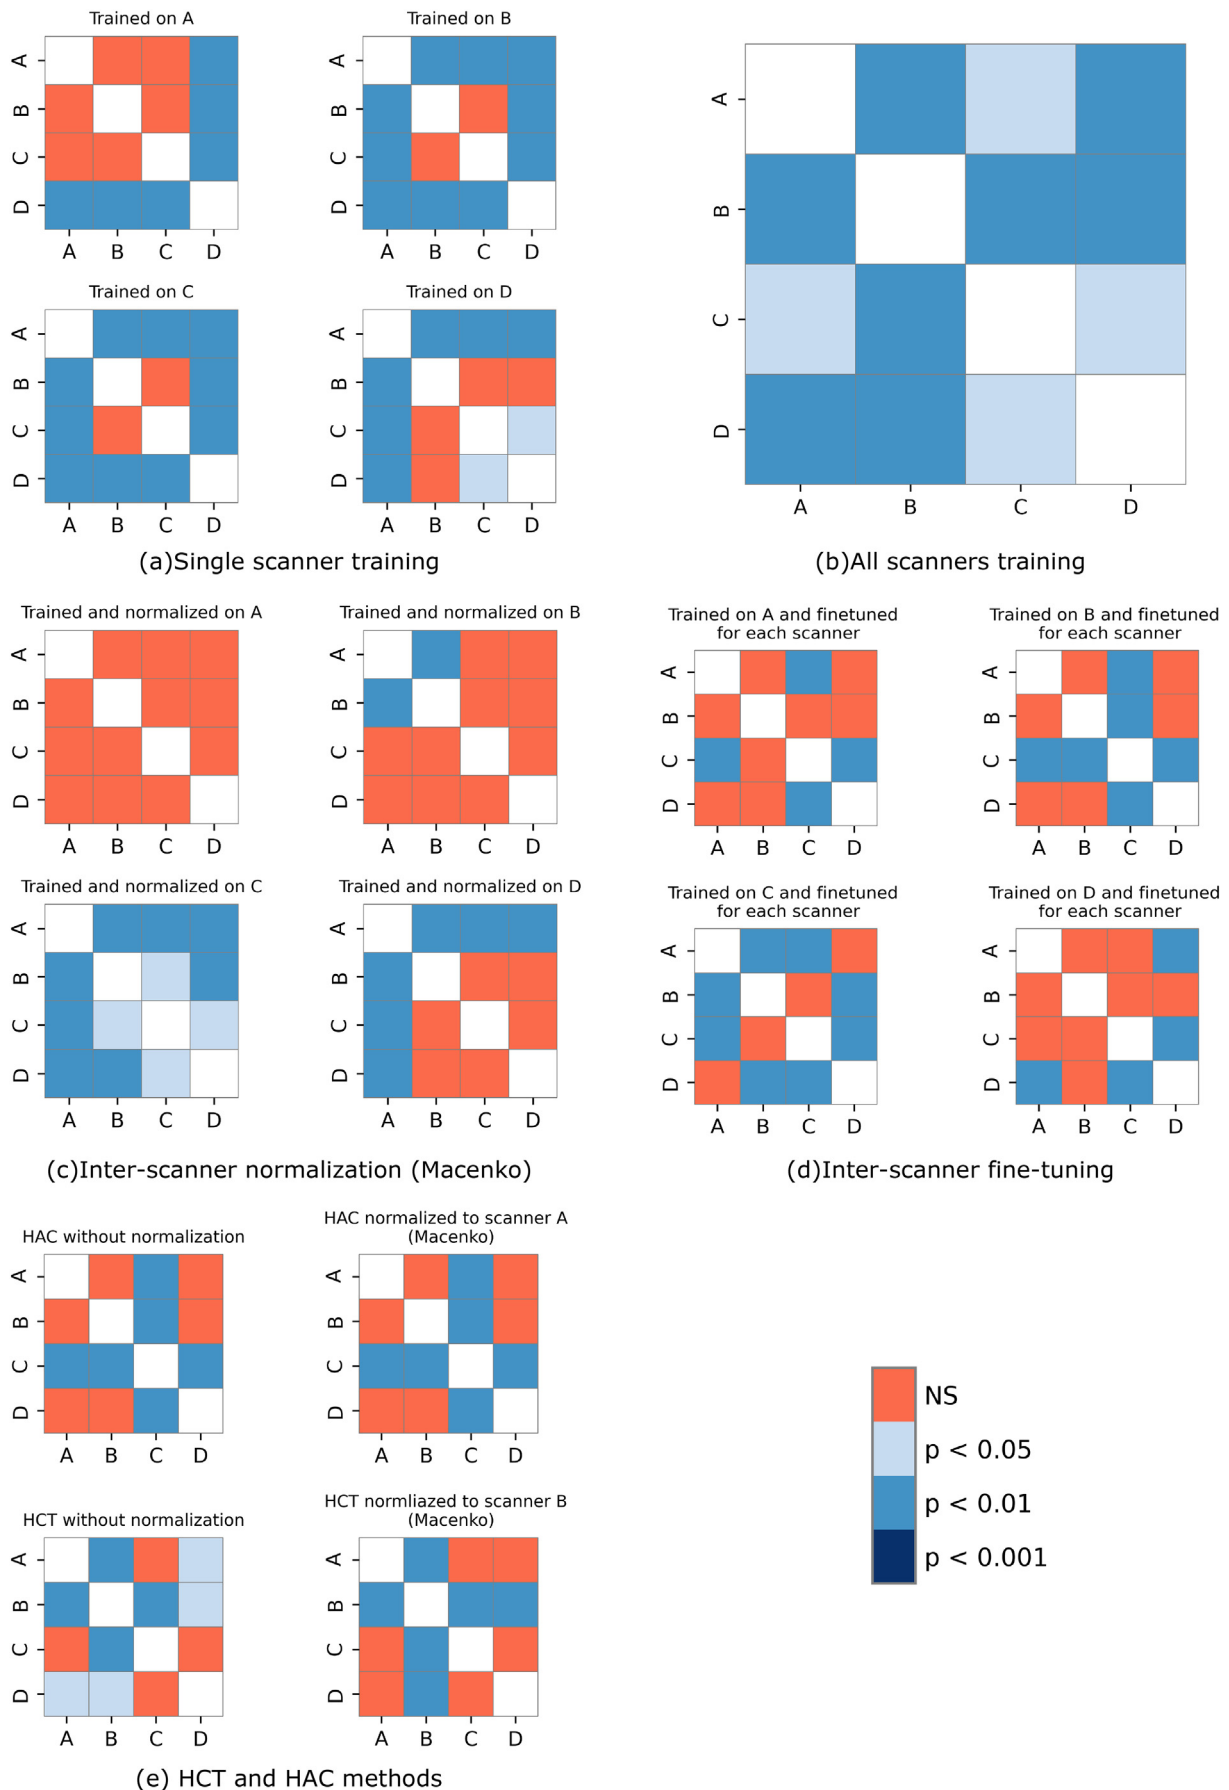 Trained on A
A
B
C
D
A B C D
Trained on B
A
B
C
D
A B C D
Trained on C
A
B
C
D
A B C D
Trained on D
A
B
C
D
A B C D
(a)Single scanner training
A
B
C
D
A B C D
(b)All scanners training
Trained and normalized on A
A
B
C
D
A B C D
Trained and normalized on B
A
B
C
D
A B C D
Trained and normalized on C
A
B
C
D
A B C D
Trained and normalized on D
A
B
C
D
A B C D
(c)Inter-scanner normalization (Macenko)
Trained on A and finetuned
for each scanner
A
B
C
D
A B C D
Trained on B and finetuned
for each scanner
A
B
C
D
A B C D
Trained on C and finetuned
for each scanner
A
B
C
D
A B C D
Trained on D and finetuned
for each scanner
A
B
C
D
A B C D
(d)Inter-scanner fine-tuning
HAC without normalization
A
B
C
D
A B C D
HAC normalized to scanner A
(Macenko)
A
B
C
D
A B C D
HCT without normalization
A
B
C
D
A B C D
HCT normliazed to scanner B
(Macenko)
A
B
C
D
A B C D
(e) HCT and HAC methods
NS
p < 0.05
p < 0.01
p < 0.001